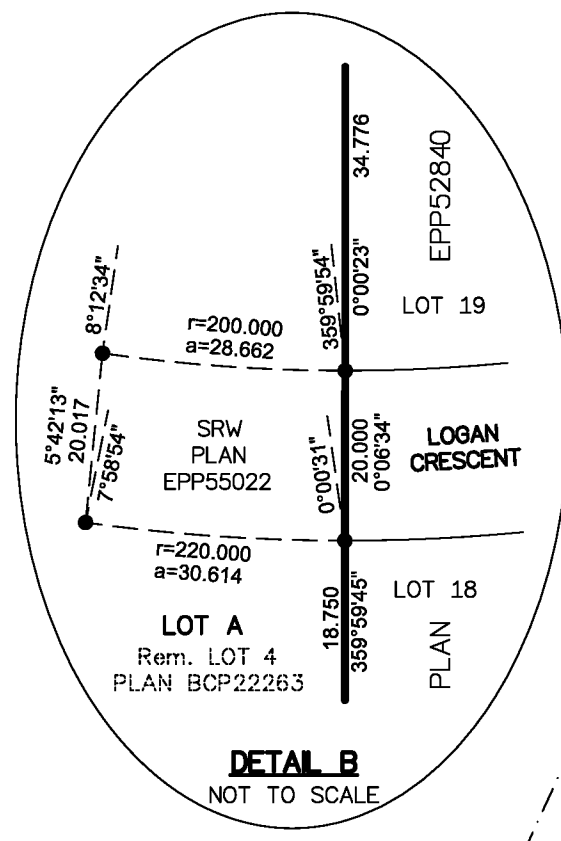 34.776
EPP52840
0°00'23"
359°59'54"
8°12'34"
LOT 19
r=200.000
a=28.662
5°42'13"
20.017
7°58'54"
SRW
PLAN
EPP55022
0°00'31"
20.000
0°06'34"
LOGAN
CRESCENT
r=220.000
a=30.614
18.750
359°59'45"
LOT 18
PLAN
LOT A
Rem. LOT 4
PLAN BCP22263
DETAIL B
NOT TO SCALE